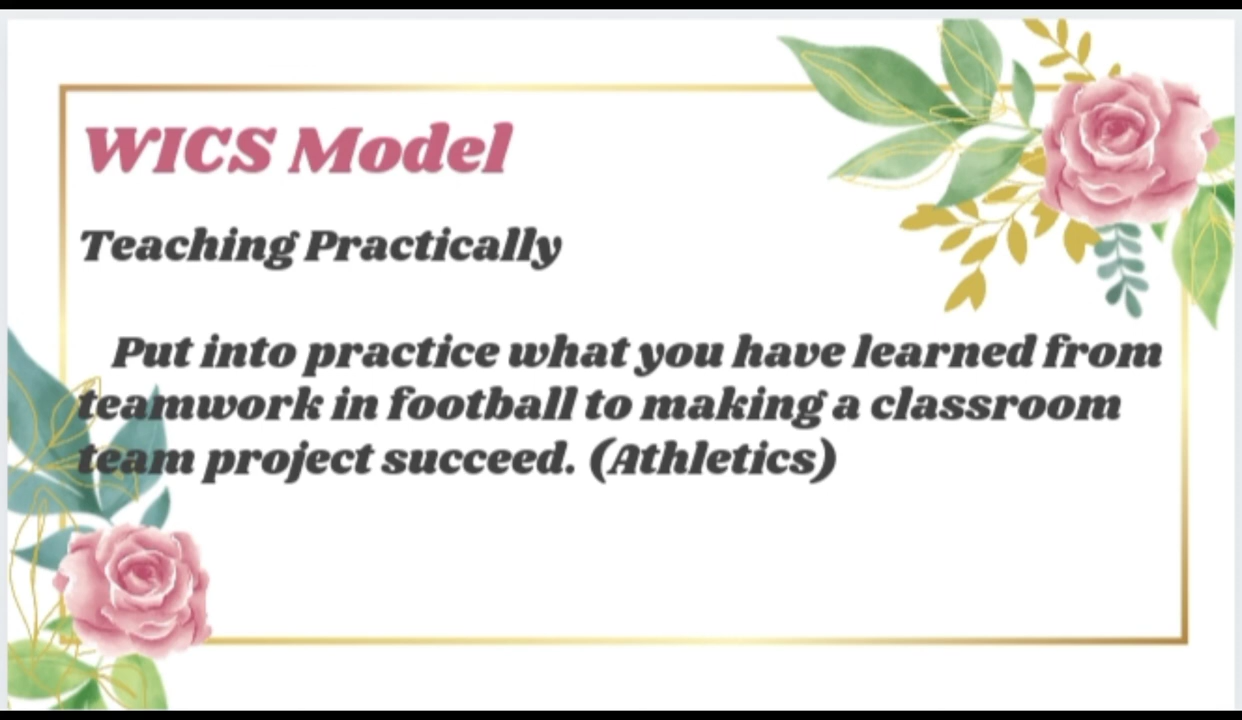 WICS Model
Teaching Practically
Put into practice what you have learned from
teamwork in football to making a classroom
team project succeed. (Athletics)